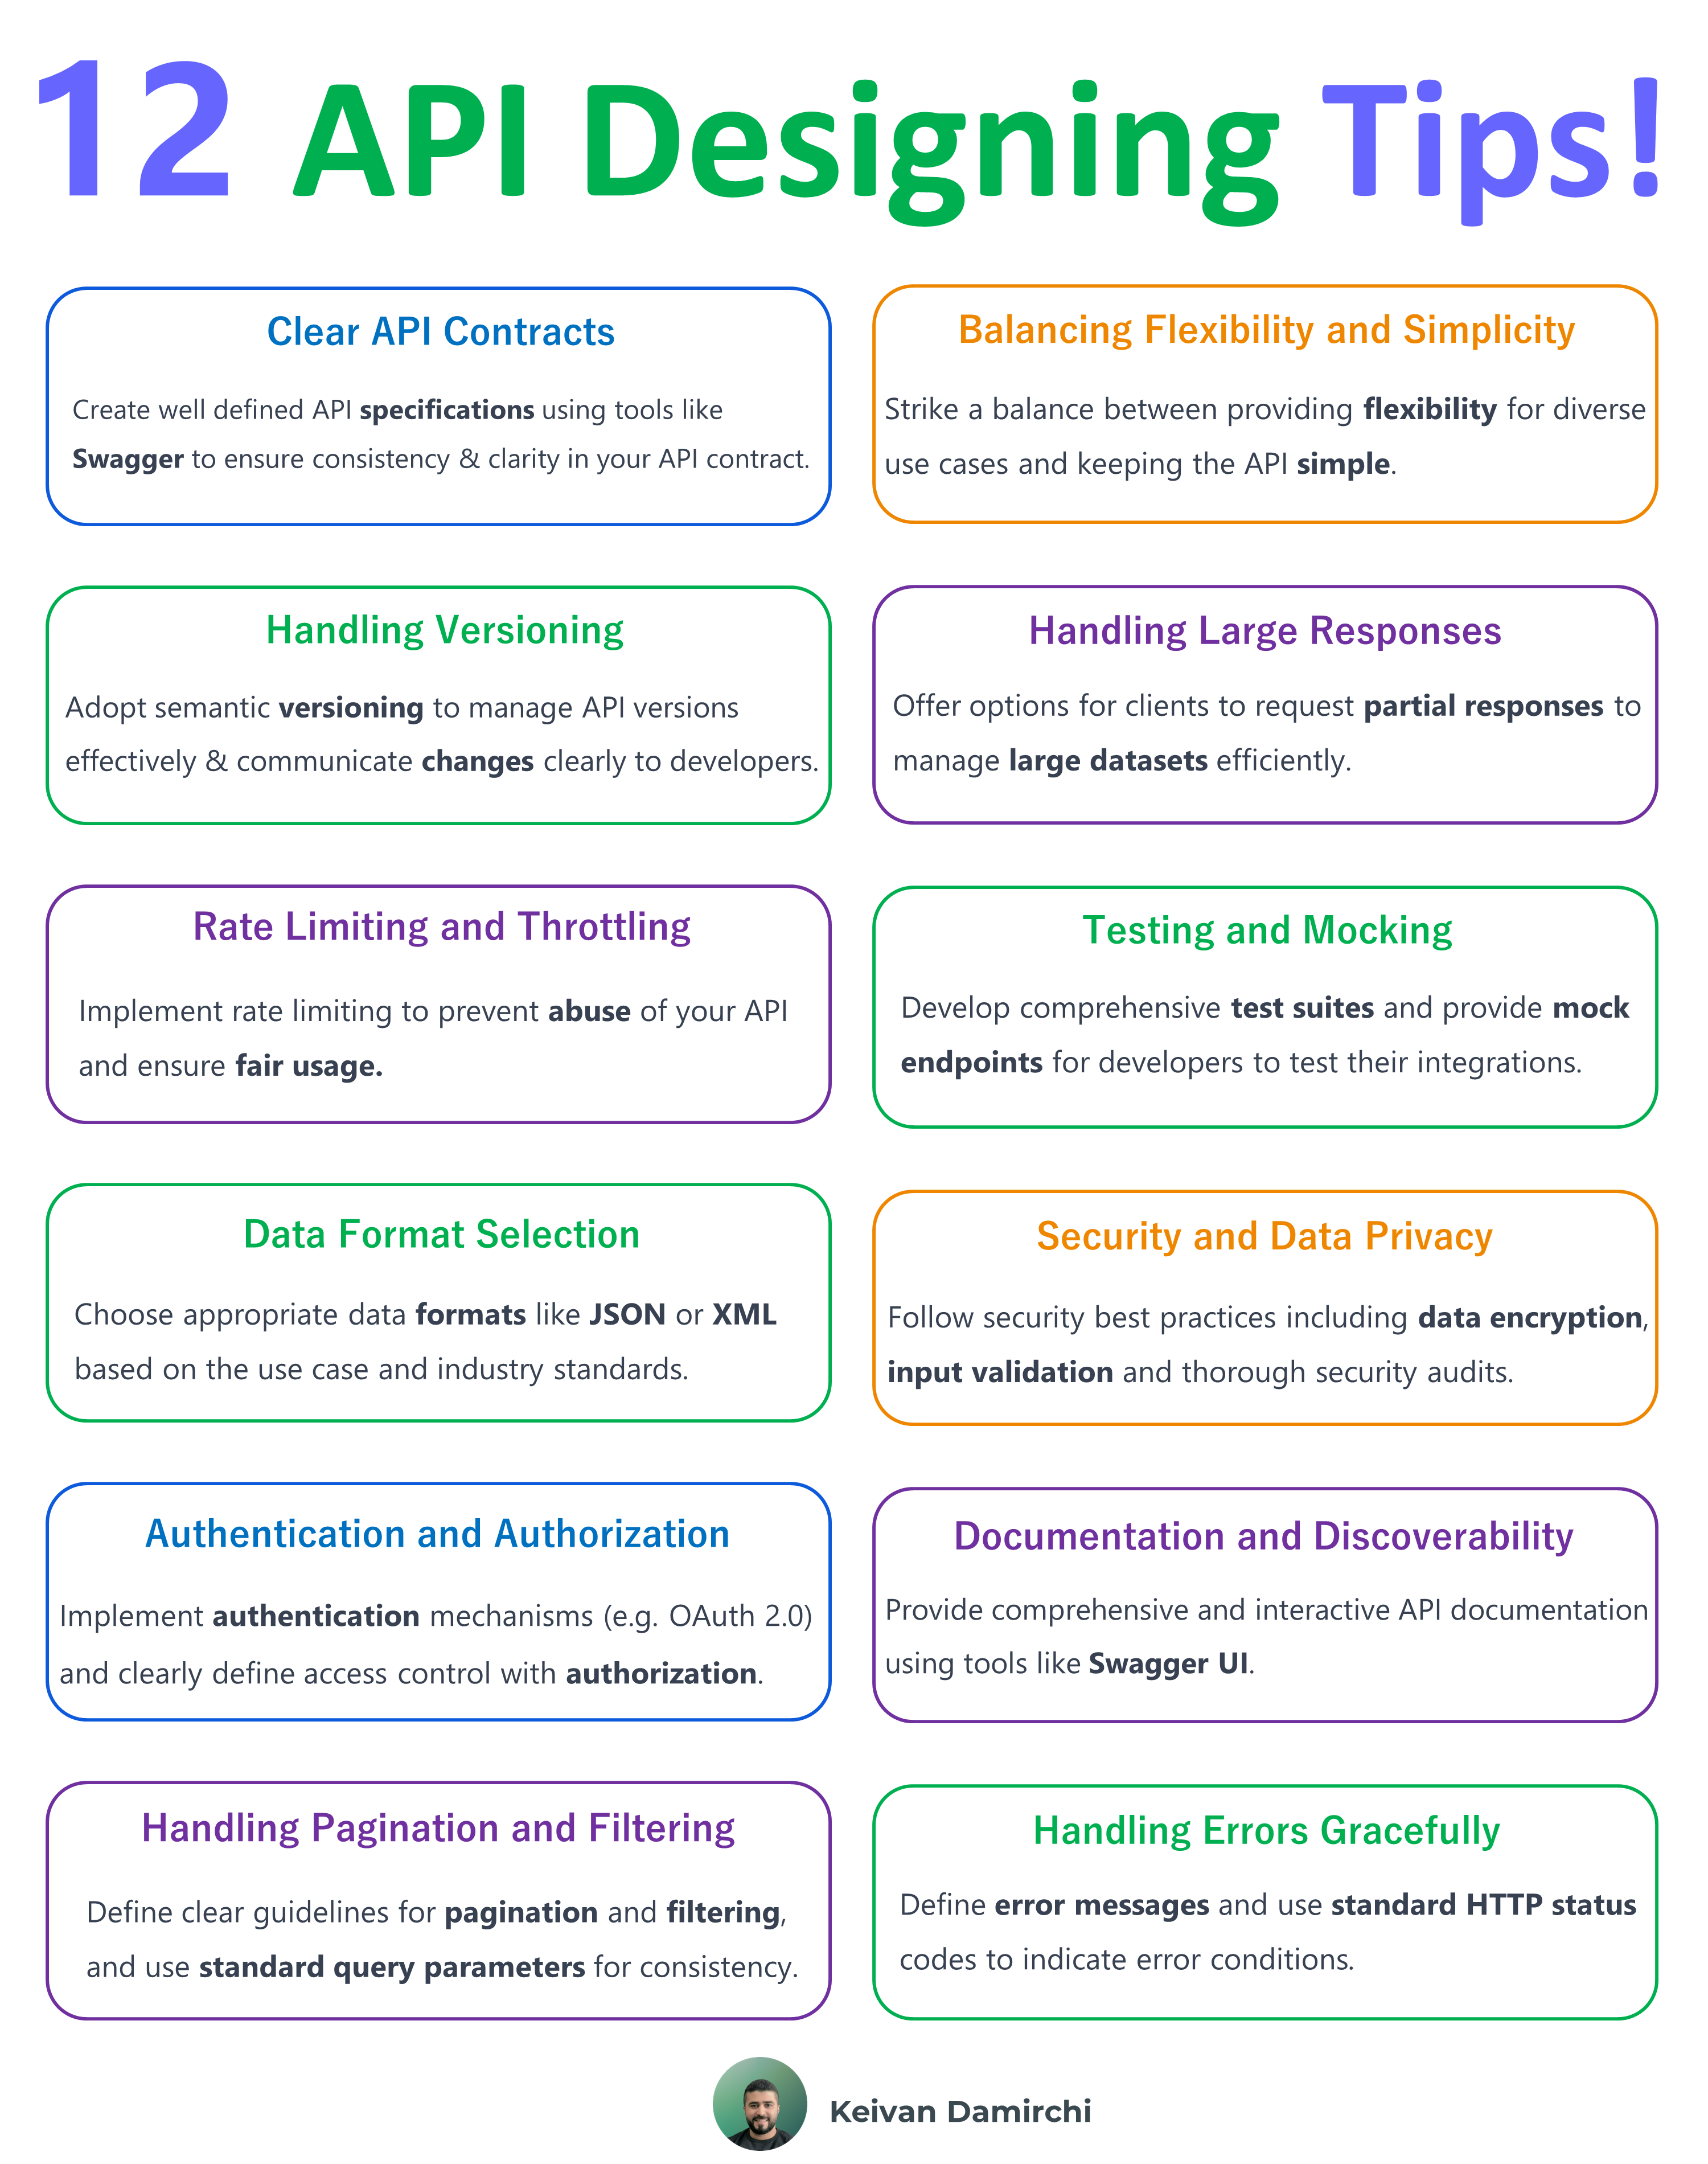 12 API Designing Tips!
Clear API Contracts
Create well defined API specifications using tools like
Swagger to ensure consistency & clarity in your API contract.
Balancing Flexibility and Simplicity
Strike a balance between providing flexibility for diverse
use cases and keeping the API simple.
Handling Versioning
Adopt semantic versioning to manage API versions
effectively & communicate changes clearly to developers.
Handling Large Responses
Offer options for clients to request partial responses to
manage large datasets efficiently.
Rate Limiting and Throttling
Implement rate limiting to prevent abuse of your API
and ensure fair usage.
Testing and Mocking
Develop comprehensive test suites and provide mock
endpoints for developers to test their integrations.
Data Format Selection
Choose appropriate data formats like JSON or XML
based on the use case and industry standards.
Security and Data Privacy
Follow security best practices including data encryption,
input validation and thorough security audits.
Authentication and Authorization
Implement authentication mechanisms (e.g. OAuth 2.0)
and clearly define access control with authorization.
Documentation and Discoverability
Provide comprehensive and interactive API documentation
using tools like Swagger UI.
Handling Pagination and Filtering
Define clear guidelines for pagination and filtering,
and use standard query parameters for consistency.
Handling Errors Gracefully
Define error messages and use standard HTTP status
codes to indicate error conditions.
Keivan Damirchi